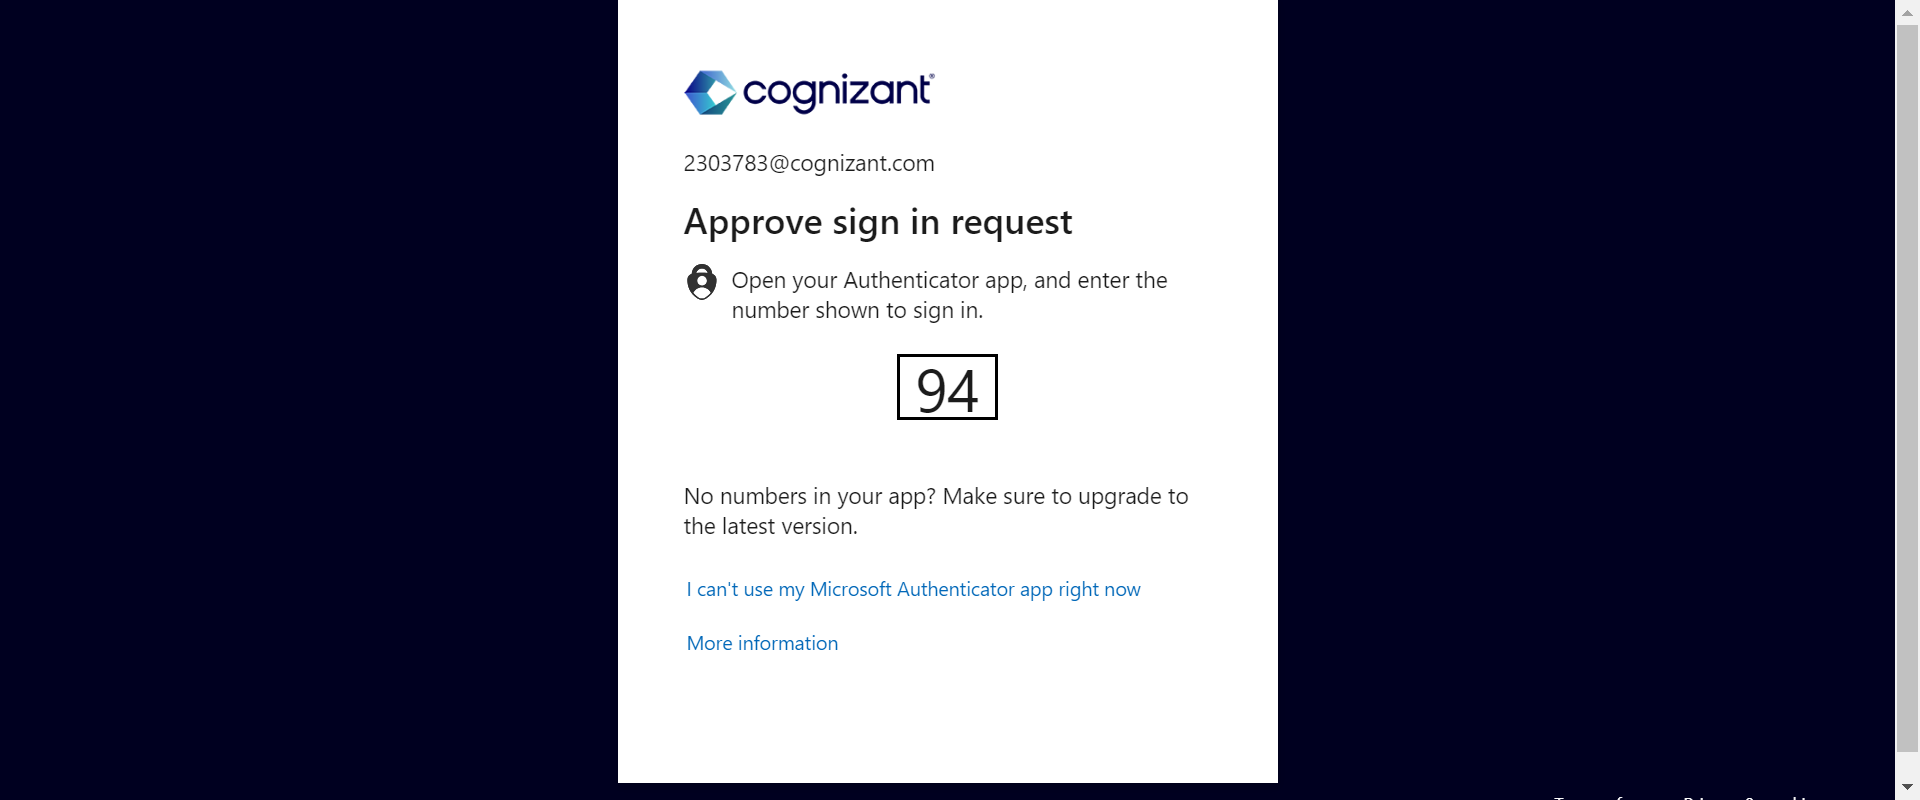 cognizant®
2303783@cognizant.com
Approve sign in request
Open your Authenticator app, and enter the
number shown to sign in.
94
No numbers in your app? Make sure to upgrade to
the latest version.
I can't use my Microsoft Authenticator app right now
More information